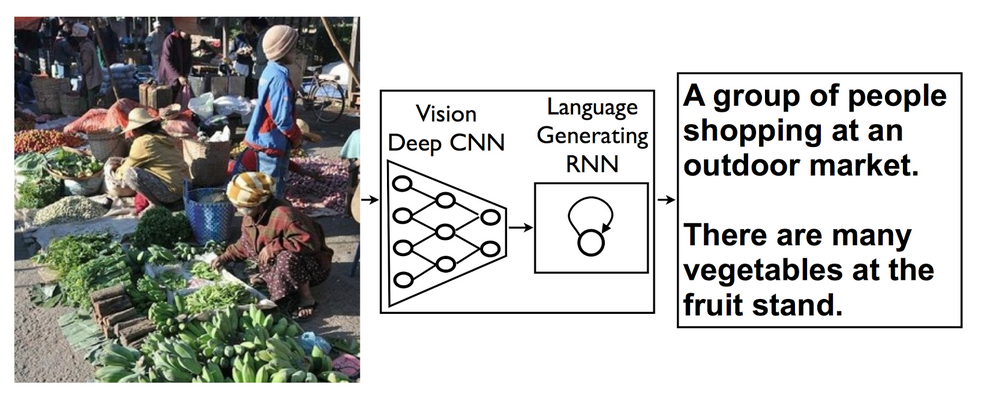 Vision
Deep CNN
Language
Generating
RNN
A group of people
shopping at an
outdoor market.
There are many
vegetables at the
fruit stand.